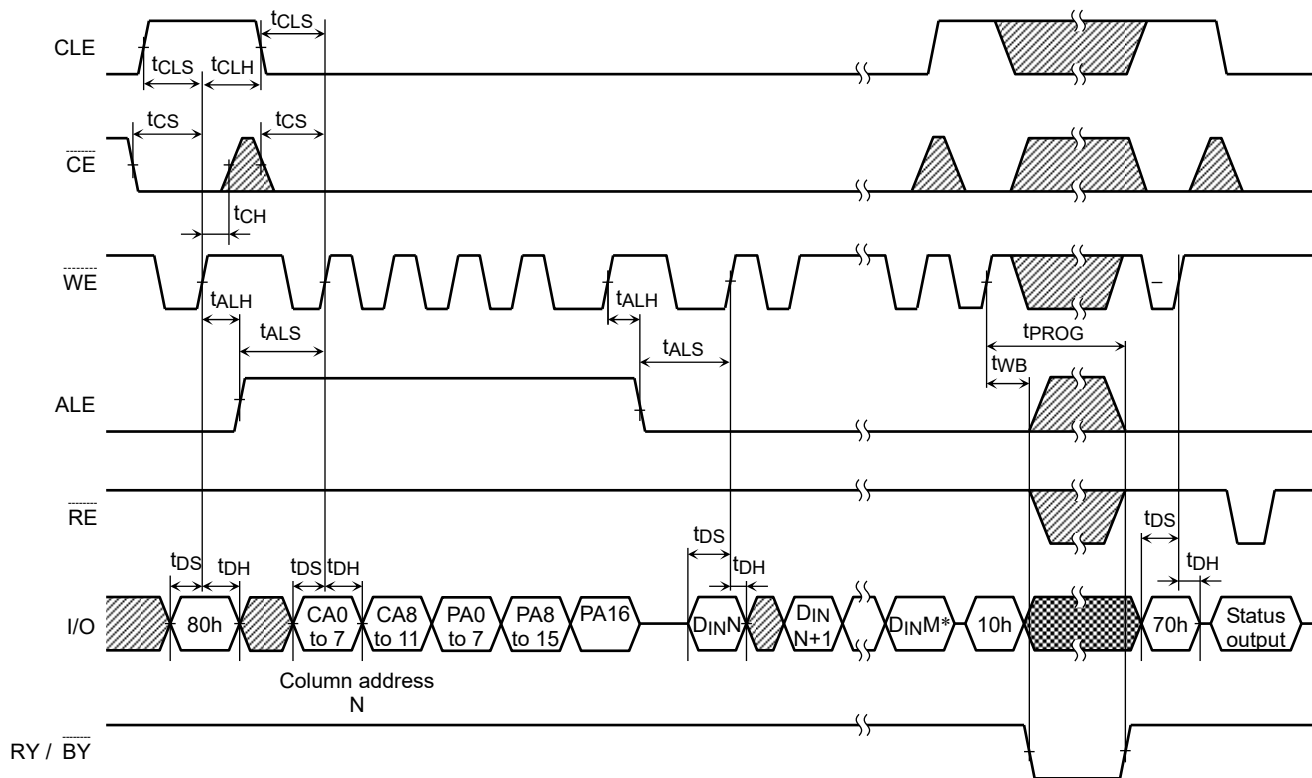 tCLS
CLE
tCLS tCLH
tCS tCS
CE
tCH
WE
tALH tALH
tALS tALS tPROG
tWB
ALE
RE
tDS tDH tDS tDH tDS tDH tDS tDH
I/O
80h
CA0
to 7
CA8
to 11
PA0
to 7
PA8
to 15
PA16
DINN
DIN
N+1
DINM*
10h
70h
Status
output
Column address
N
RY / BY